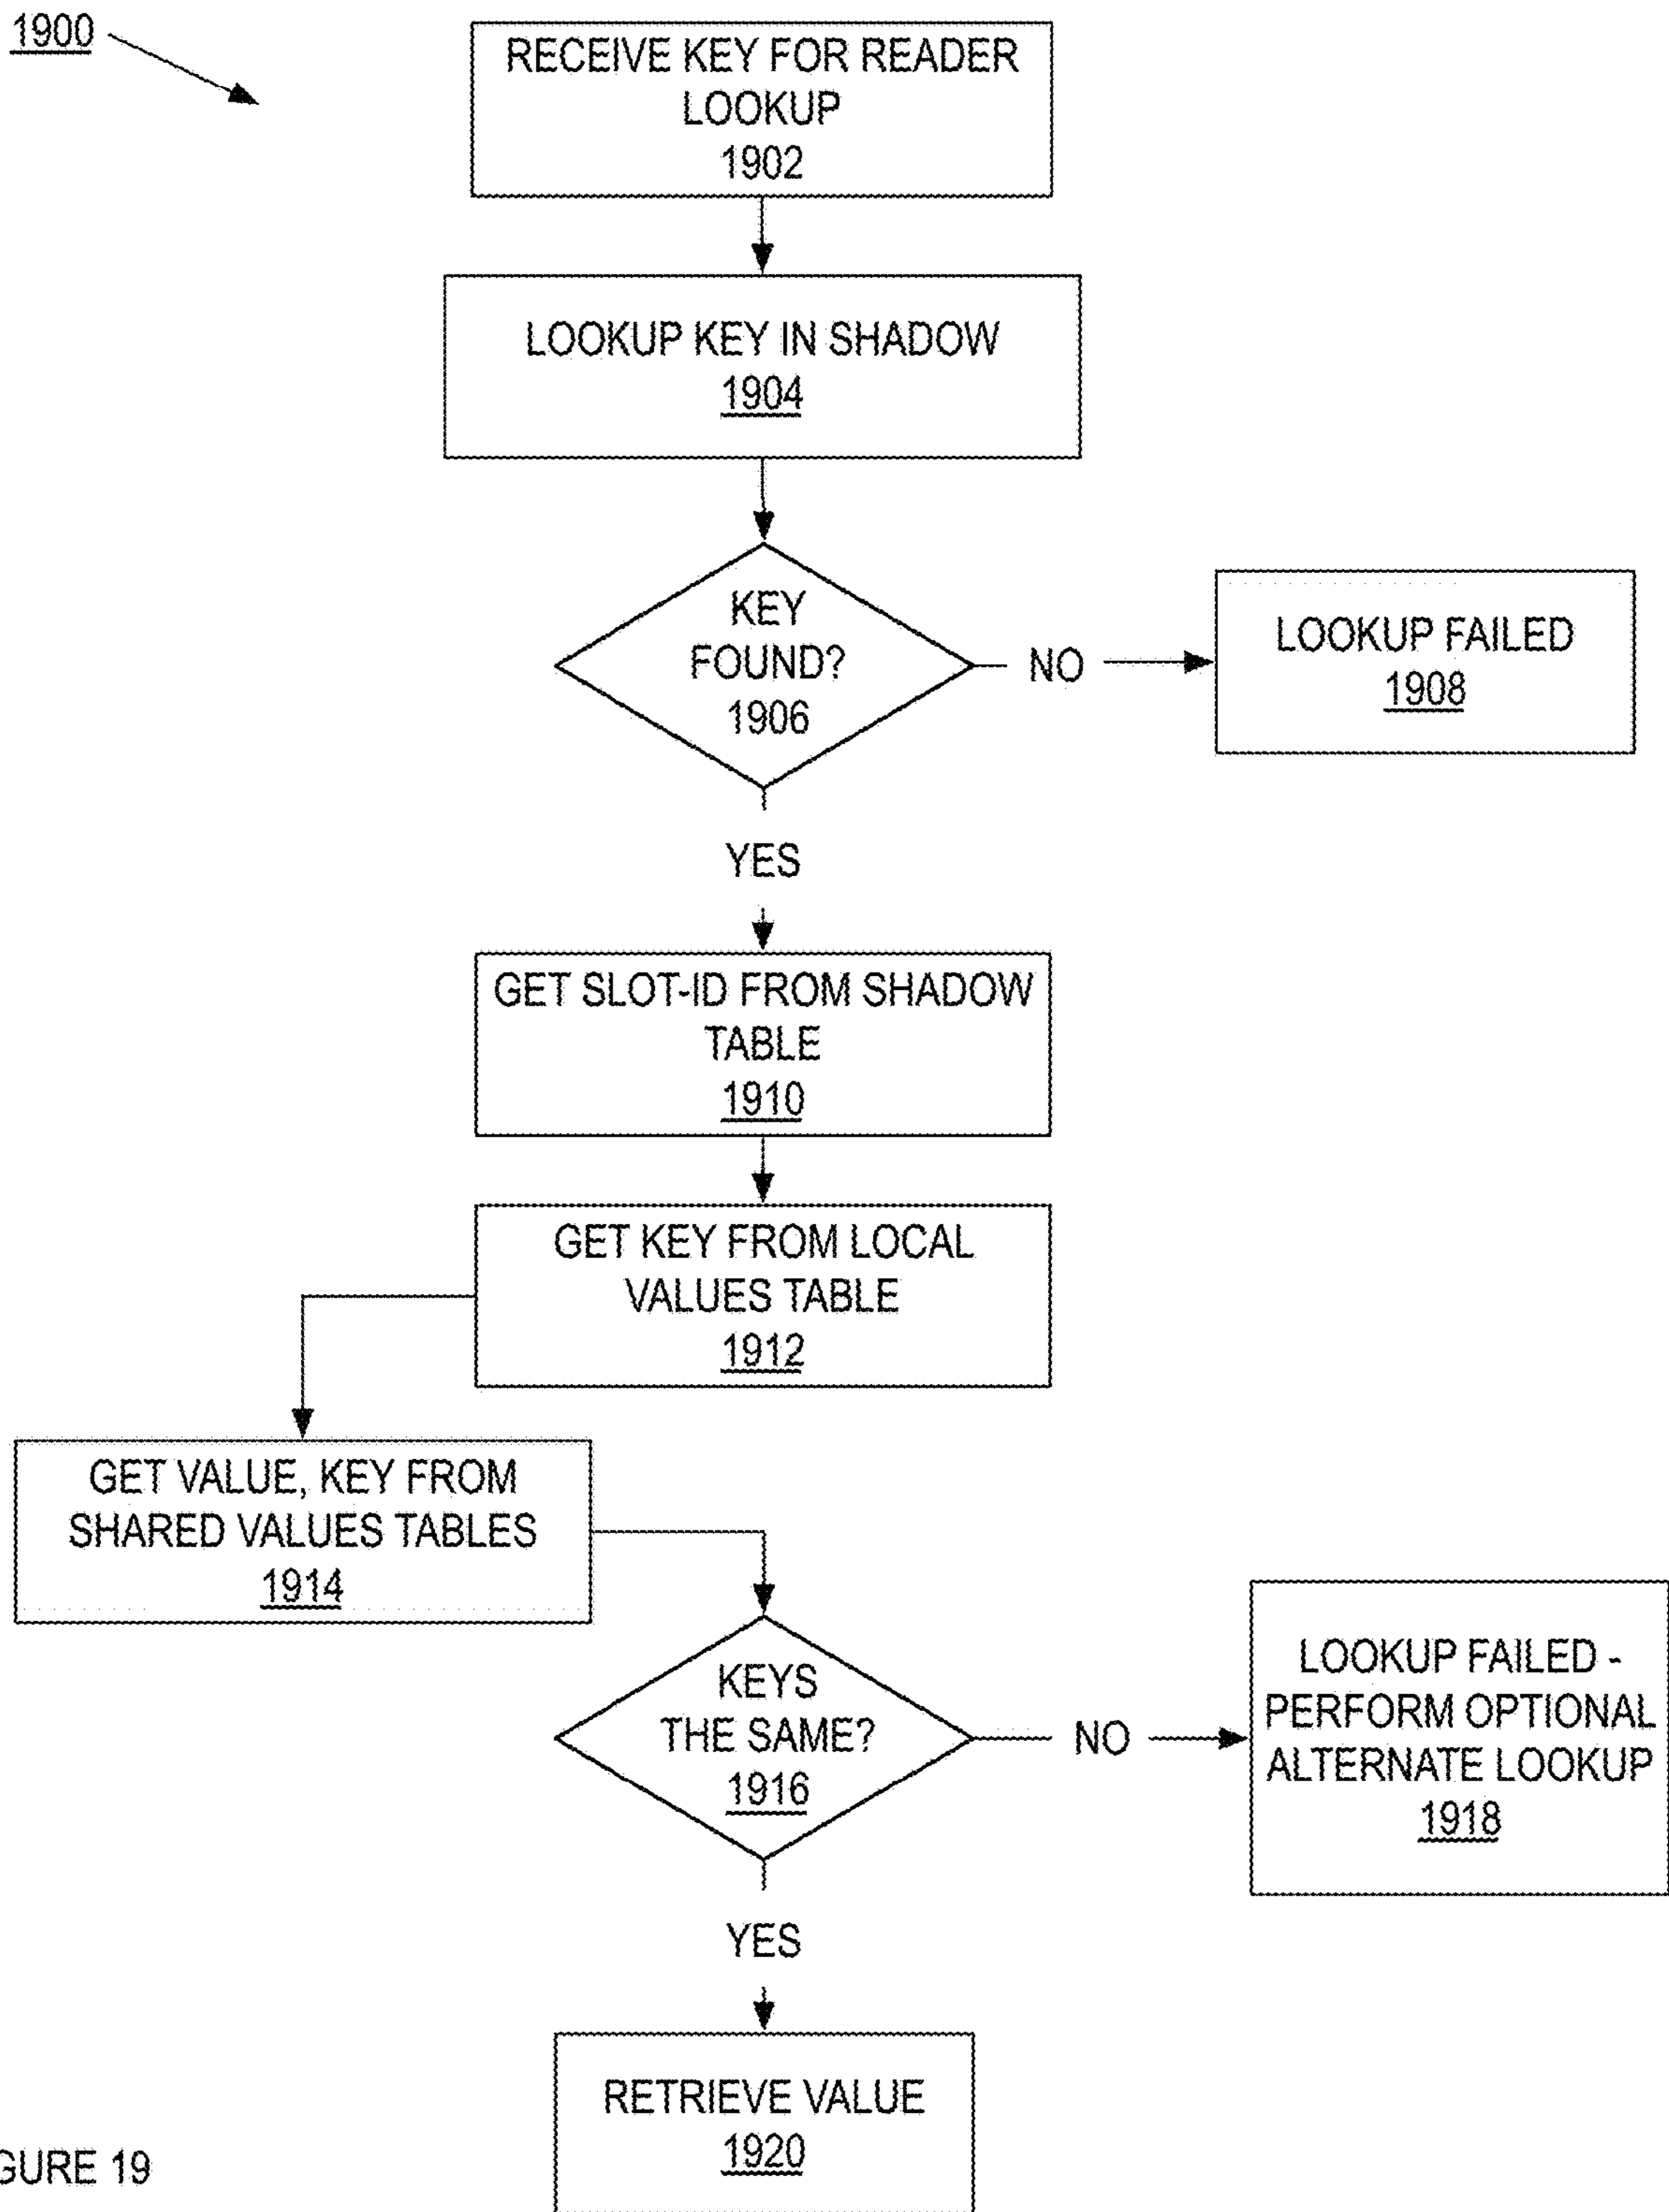 1900
RECEIVE KEY FOR READER
LOOKUP
1902
LOOKUP KEY IN SHADOW
1904
KEY
FOUND?
1906
NO
LOOKUP FAILED
1908
YES
GET SLOT-ID FROM SHADOW
TABLE
1910
GET KEY FROM LOCAL
VALUES TABLE
1912
GET VALUE, KEY FROM
SHARED VALUES TABLES
1914
KEYS
THE SAME?
1916
NO
LOOKUP FAILED -
PERFORM OPTIONAL
ALTERNATE LOOKUP
1918
YES
RETRIEVE VALUE
1920
GURE 19